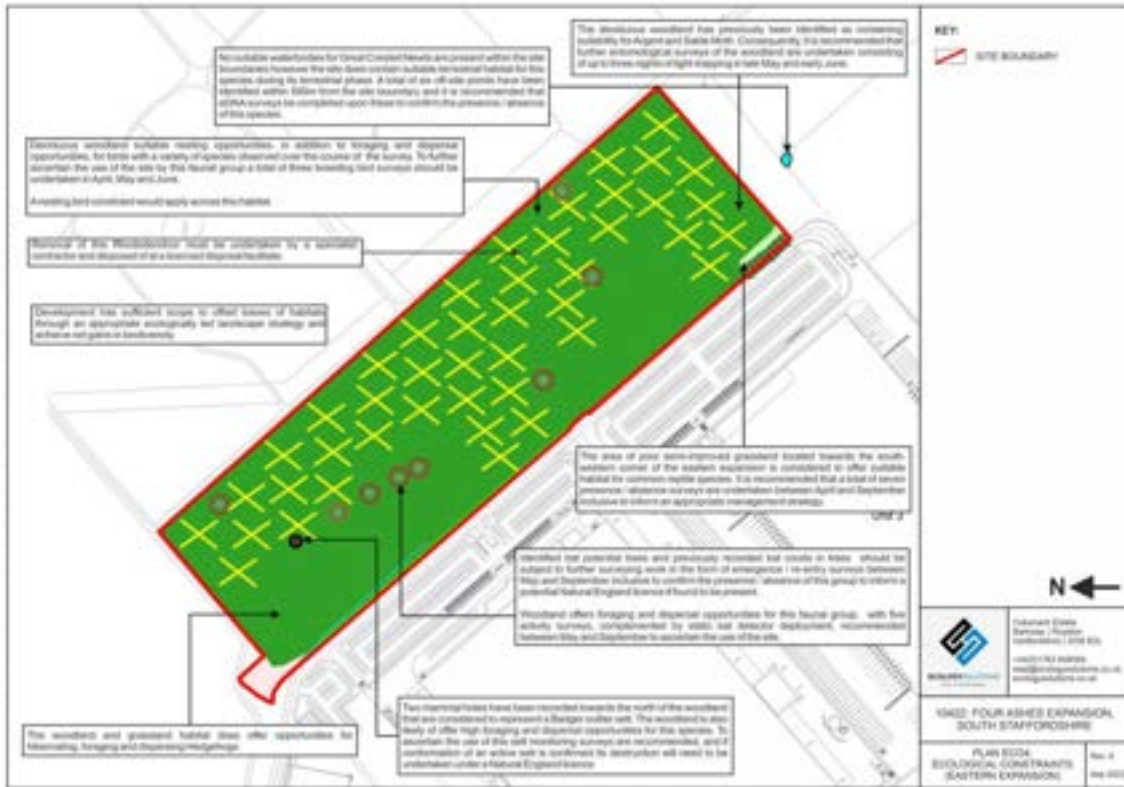 No suitable waterbodies for Great Crested Newts are present within the site
boundaries however the site does contain suitable terrestrial habitat for this
species during its terrestrial phase. A total of six off-site ponds have been
identified within 500m from the site boundary and it is recommended that
eDNA surveys be completed upon these to confirm the presence / absence
of this species.
The deciduous woodland has previously been identified as containing
suitability for Argent and Sable Moth. Consequently, it is recommended that
further entomological surveys of the woodland are undertaken consisting
of up to three nights of light trapping in late May and early June.
KEY:
SITE BOUNDARY
Deciduous woodland suitable nesting opportunities, in addition to foraging and dispersal
opportunities, for birds with a variety of species observed over the course of the survey. To further
ascertain the use of the site by this faunal group a total of three breeding bird surveys should be
undertaken in April, May and June.
A nesting bird constraint would apply across this habitat.
Removal of this Rhododendron must be undertaken by a specialist
contractor and disposed of at a licensed disposal facility.
Development has sufficient scope to offset losses of habitats
through an appropriate ecologically led landscape strategy and
achieve net gains in biodiversity.
The area of poor semi-improved grassland located towards the south-
western corner of the eastern expansion is considered to offer suitable
habitat for common reptile species. It is recommended that a total of seven
presence / absence surveys are undertaken between April and September
inclusive to inform an appropriate management strategy.
Unit 3
Identified bat potential trees and previously recorded bat roosts in trees should be
subject to further surveying work in the form of emergence / re-entry surveys between
May and September inclusive to confirm the presence / absence of this group to inform a
potential Natural England licence if found to be present.
Woodland offers foraging and dispersal opportunities for this faunal group, with five
activity surveys, complemented by static bat detector deployment, recommended
between May and September to ascertain the use of the site.
N
Two mammal holes have been recorded towards the north of the woodland
that are considered to represent a Badger outlier sett. The woodland is also
likely of offer high foraging and dispersal opportunities for this species. To
ascertain the use of this sett monitoring surveys are recommended, and if
confirmation of an active sett is confirmed its destruction will need to be
undertaken under a Natural England licence.
The woodland and grassland habitat does offer opportunities for
hibernating, foraging and dispersing Hedgehogs.
10422: FOUR ASHES EXPANSION,
SOUTH STAFFORDSHIRE
PLAN ECO4:
ECOLOGICAL CONSTRAINTS
(EASTERN EXPANSION)